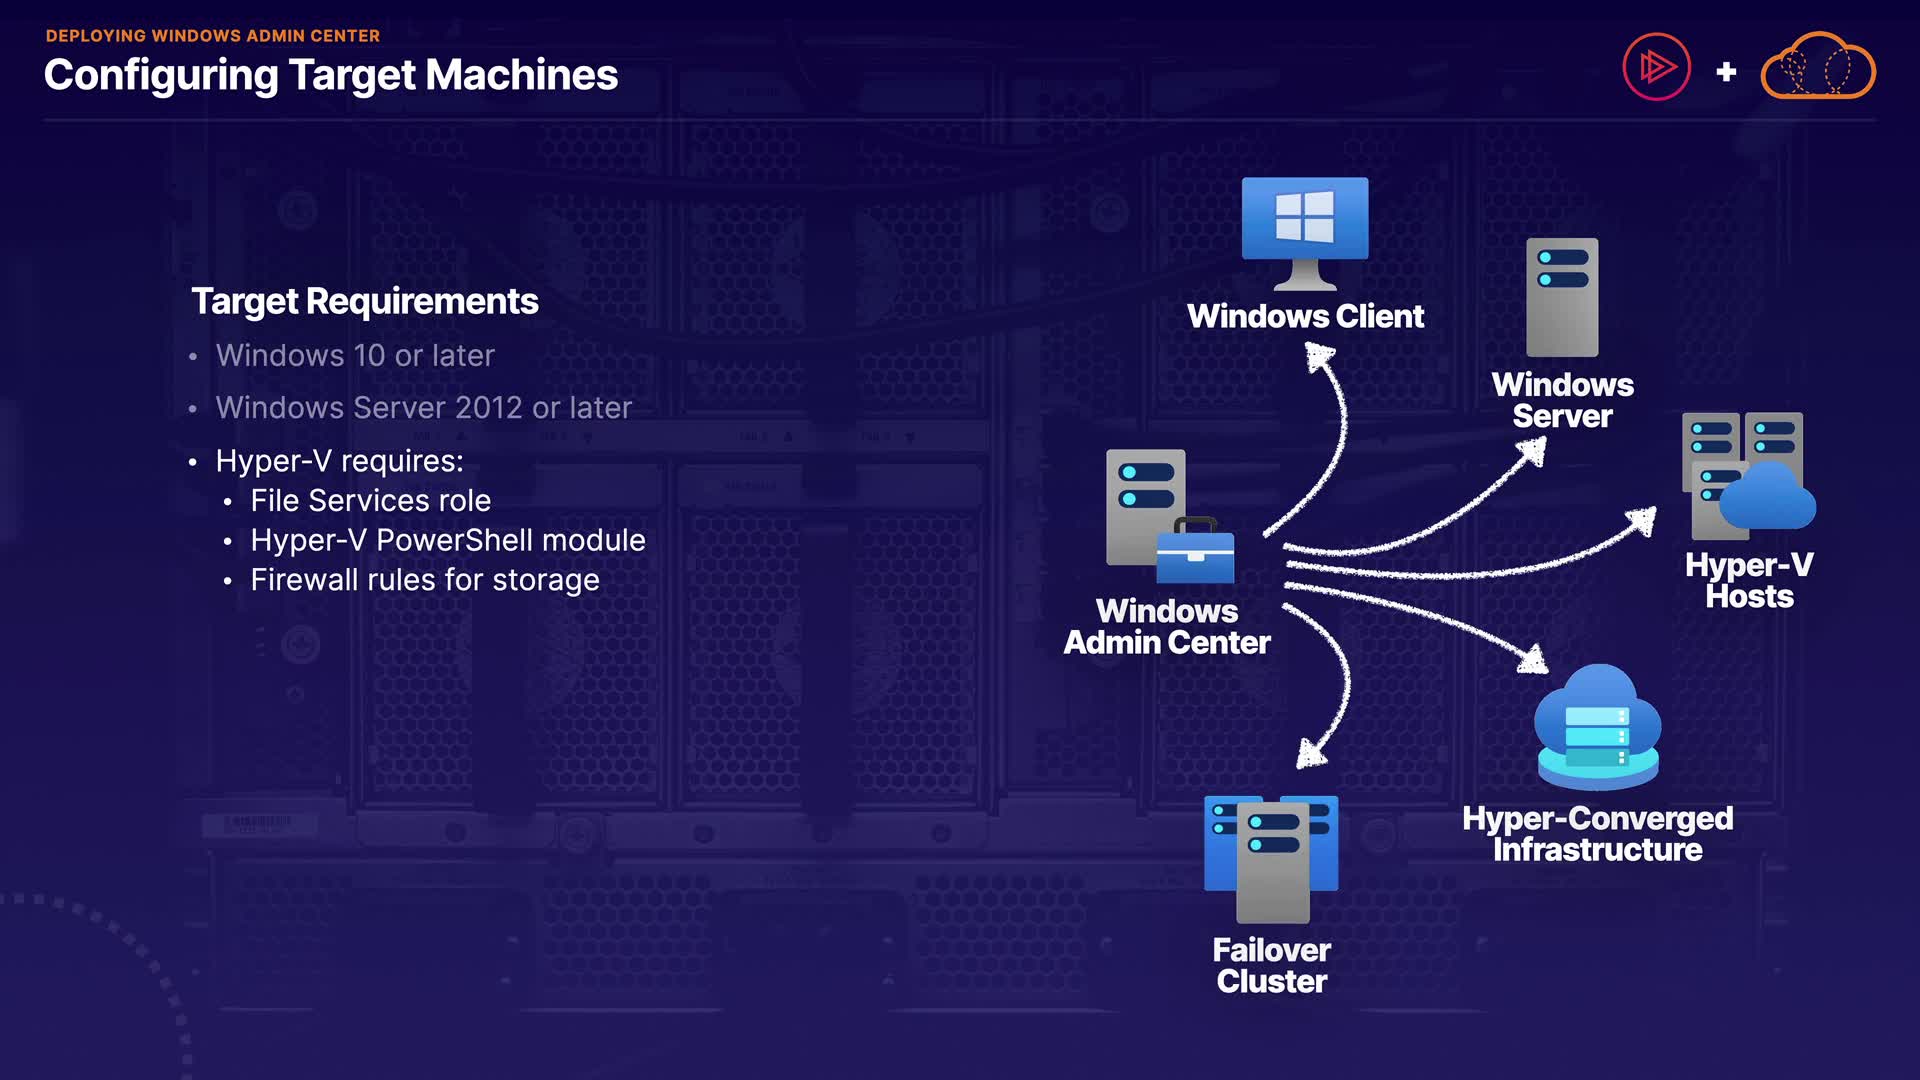 DEPLOYING WINDOWS ADMIN CENTER
Configuring Target Machines
Target Requirements
• Windows 10 or later
• Windows Server 2012 or later
• Hyper-V requires:
• File Services role
• Hyper-V PowerShell module
• Firewall rules for storage
Windows Client
Windows
Server
Hyper-V
Hosts
Windows
Admin Center
Hyper-Converged
Infrastructure
Failover
Cluster